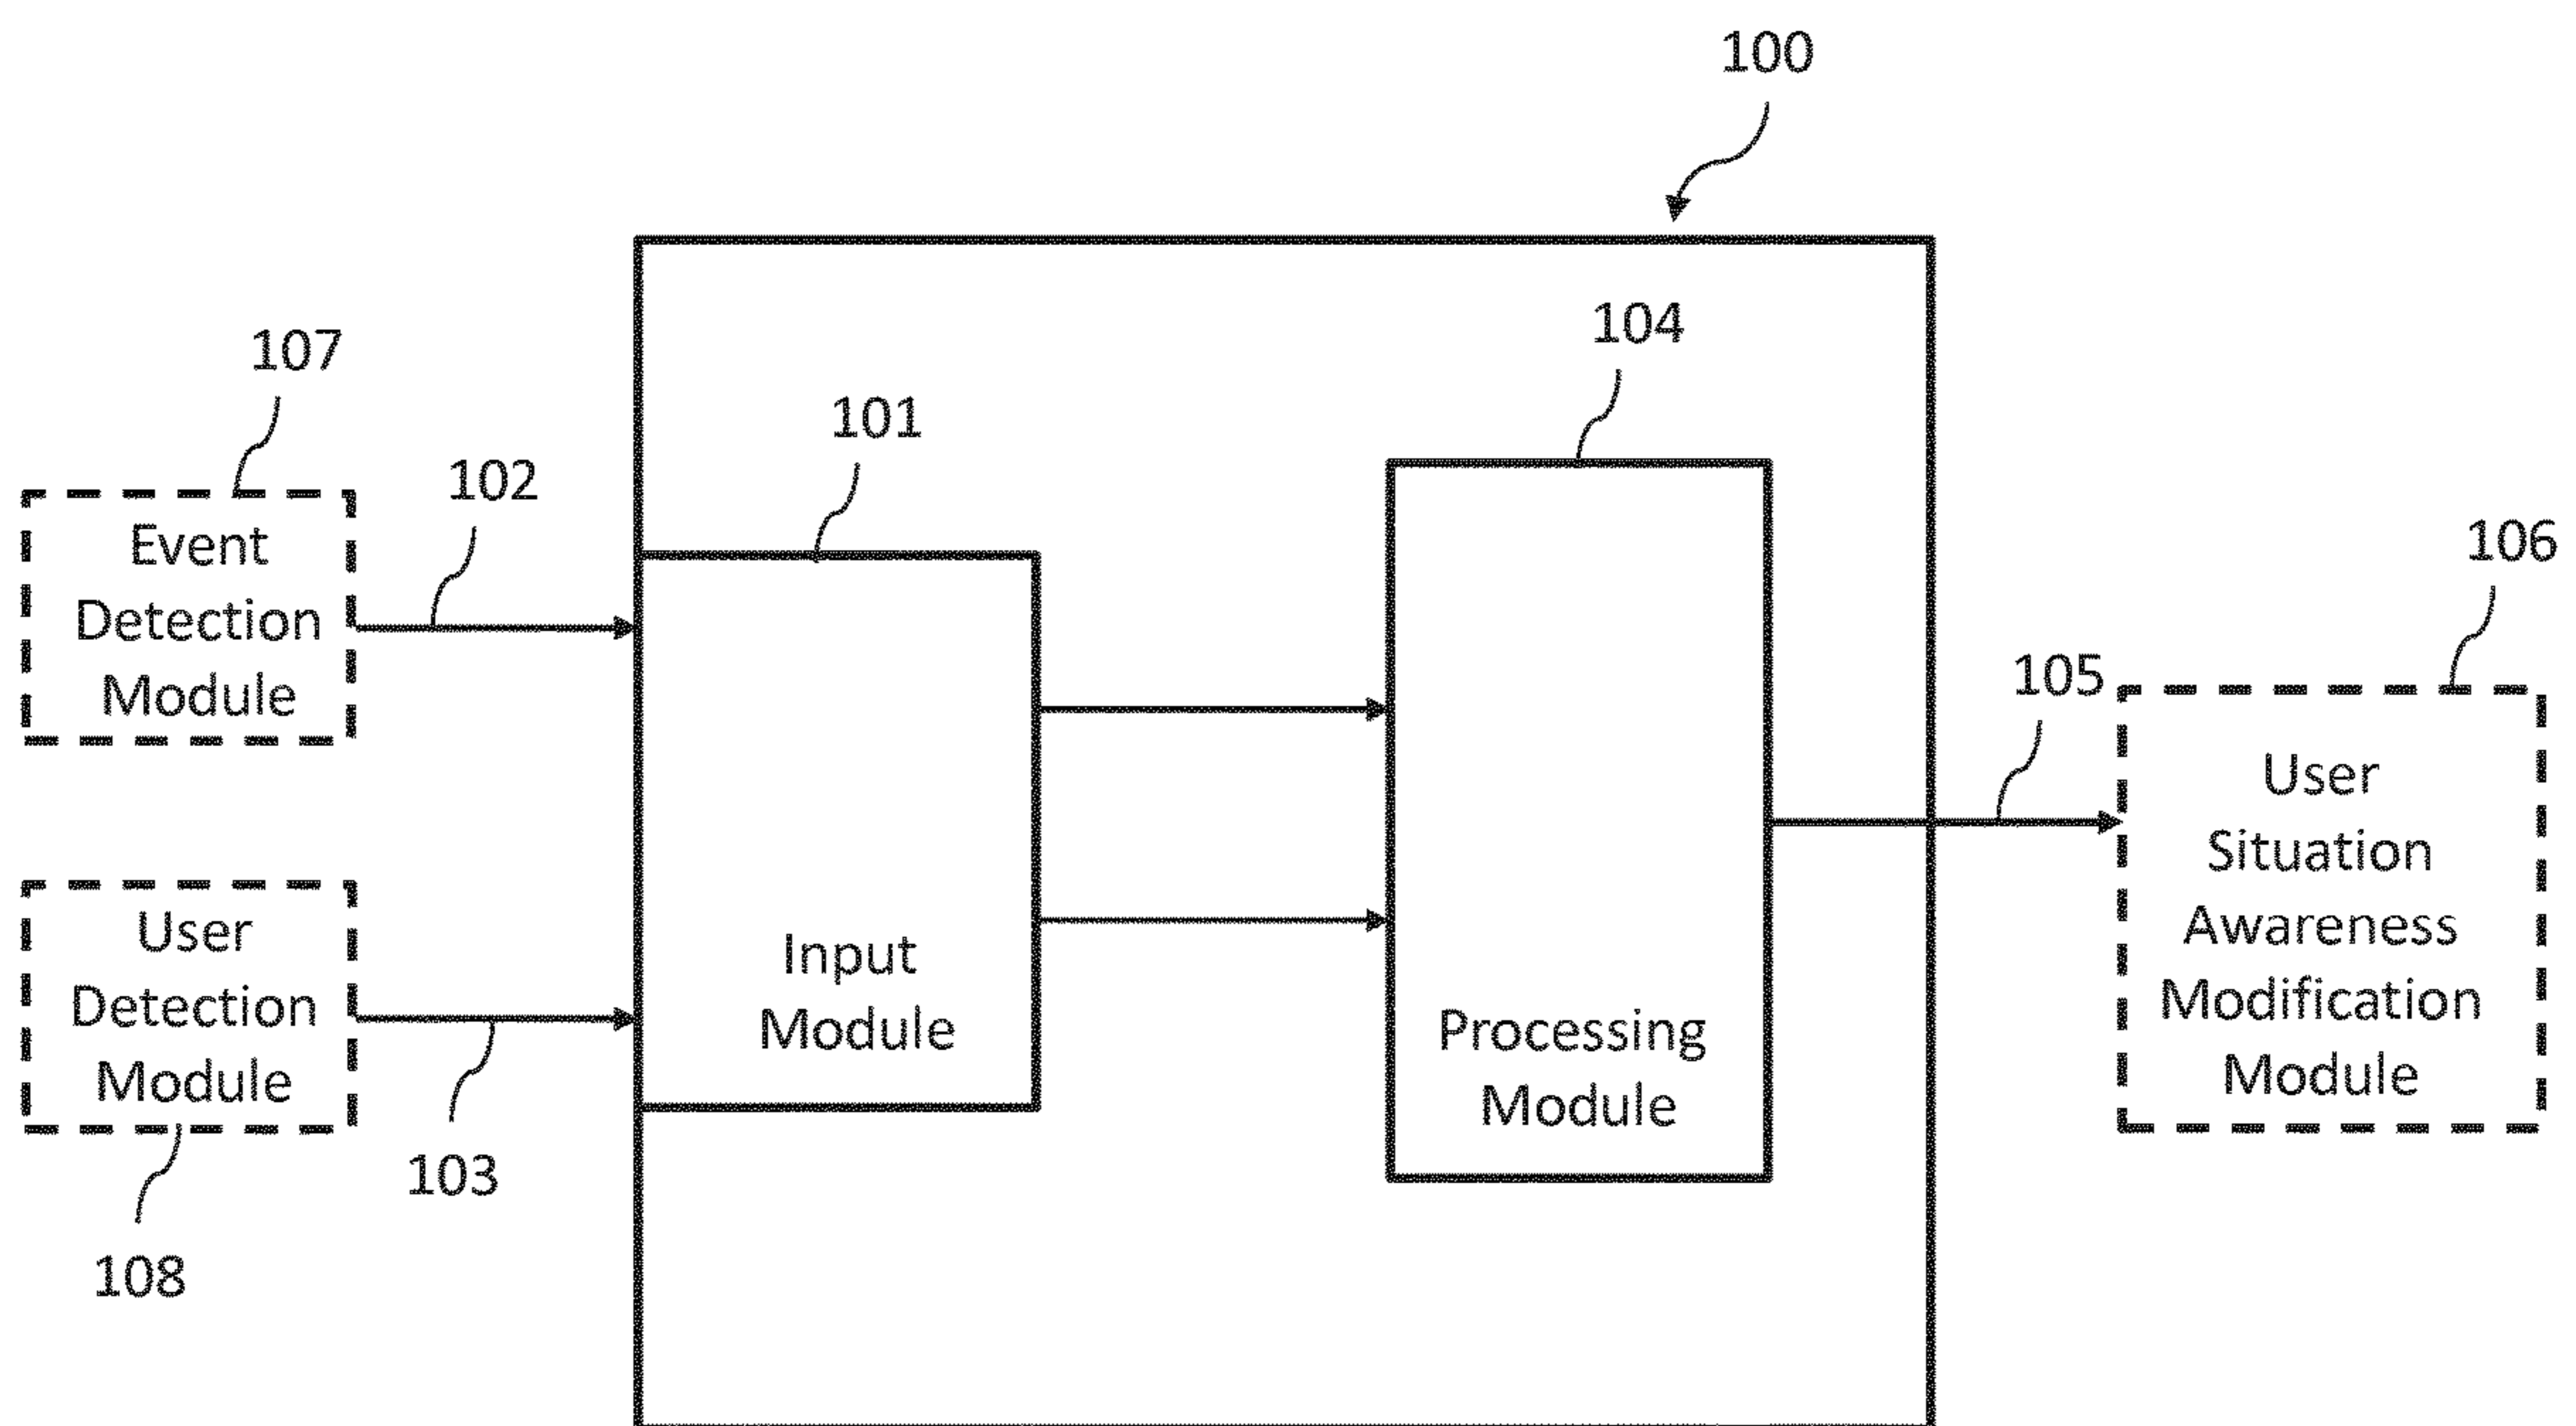 100
104
107
101
102
Event
Detection
Module
106
105
User
Situation
Awareness
Modification
Module
User
Detection
Module
Input
Module
Processing
Module
103
108